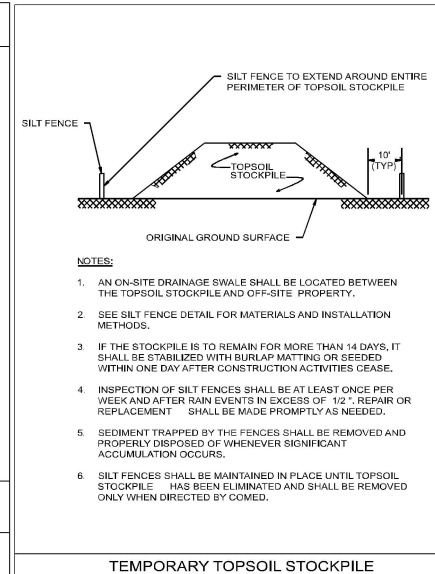 SILT FENCE TO EXTEND AROUND ENTIRE
PERIMETER OF TOPSOIL STOCKPILE
SILT FENCE
10'
(TYP)
TOPSOIL
STOCKPILE
ORIGINAL GROUND SURFACE
NOTES:
1. AN ON-SITE DRAINAGE SWALE SHALL BE LOCATED BETWEEN
THE TOPSOIL STOCKPILE AND OFF-SITE PROPERTY.
2. SEE SILT FENCE DETAIL FOR MATERIALS AND INSTALLATION
METHODS.
3. IF THE STOCKPILE IS TO REMAIN FOR MORE THAN 14 DAYS, IT
SHALL BE STABILIZED WITH BURLAP MATTING OR SEEDED
WITHIN ONE DAY AFTER CONSTRUCTION ACTIVITIES CEASE.
4. INSPECTION OF SILT FENCES SHALL BE AT LEAST ONCE PER
WEEK AND AFTER RAIN EVENTS IN EXCESS OF 1/2 ". REPAIR OR
REPLACEMENT SHALL BE MADE PROMPTLY AS NEEDED.
5. SEDIMENT TRAPPED BY THE FENCES SHALL BE REMOVED AND
PROPERLY DISPOSED OF WHENEVER SIGNIFICANT
ACCUMULATION OCCURS.
6. SILT FENCES SHALL BE MAINTAINED IN PLACE UNTIL TOPSOIL
STOCKPILE HAS BEEN ELIMINATED AND SHALL BE REMOVED
ONLY WHEN DIRECTED BY COMED.
TEMPORARY TOPSOIL STOCKPILE